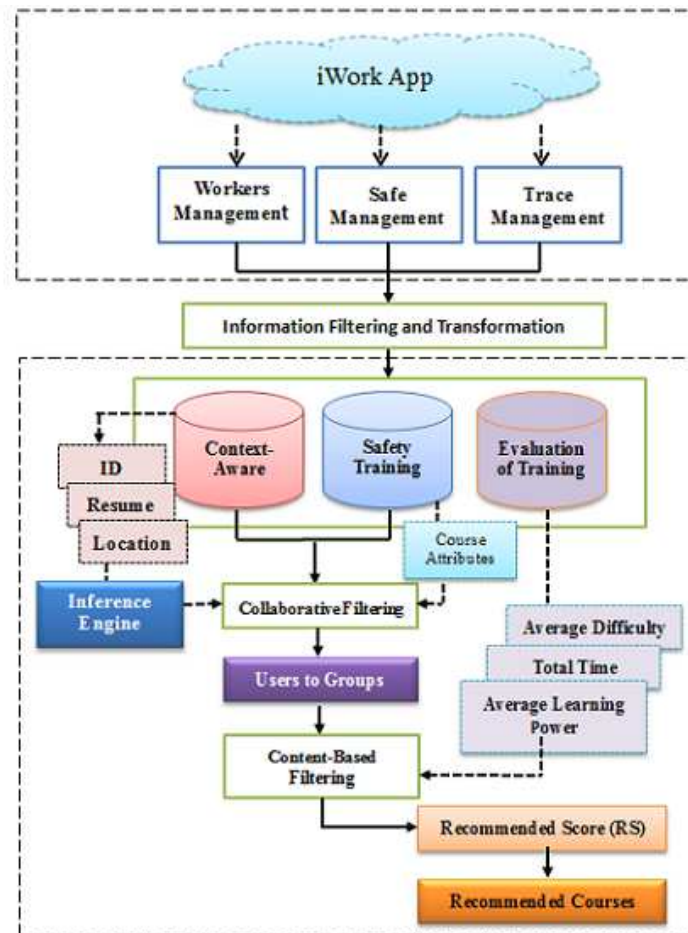 iWork App
Workers
Management
Safe
Management
Trace
Management
Information Filtering and Transformation
Context-
Aware
Safety
Training
Evaluation
of Training
ID
Resume
Location
Course
Attributes
Inference
Engine
Collaborative Filtering
Average Difficulty
Total Time
Average Learning
Power
Users to Groups
Content-Based
Filtering
Recommended Score (RS)
Recommended Courses